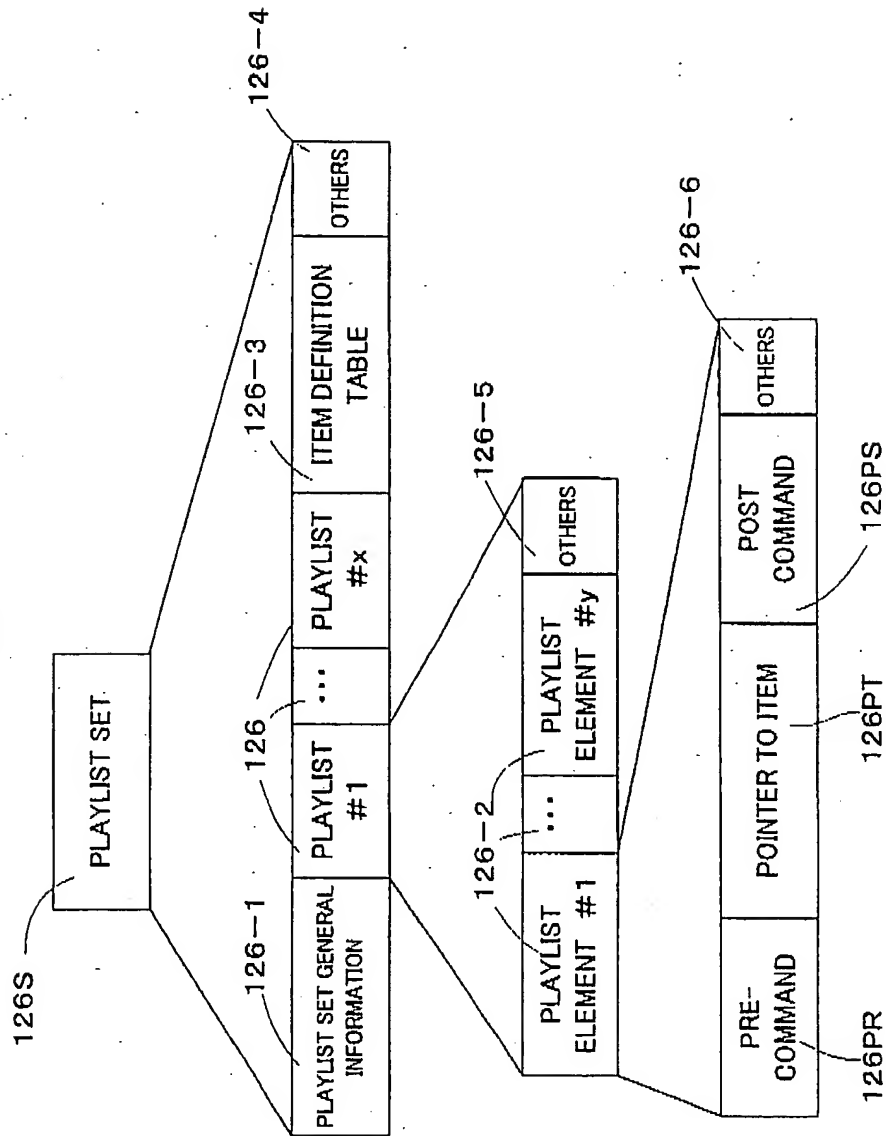 126S
PLAYLIST SET
126-1
126
126-3
126-4
PLAYLIST SET GENERAL
INFORMATION
PLAYLIST
#1
...
PLAYLIST
#x
ITEM DEFINITION
TABLE
OTHERS
126-2
126-5
PLAYLIST
ELEMENT #1
...
PLAYLIST
ELEMENT #y
OTHERS
126-6
PRE-
COMMAND
POINTER TO ITEM
POST
COMMAND
OTHERS
126PR
126PT
126PS